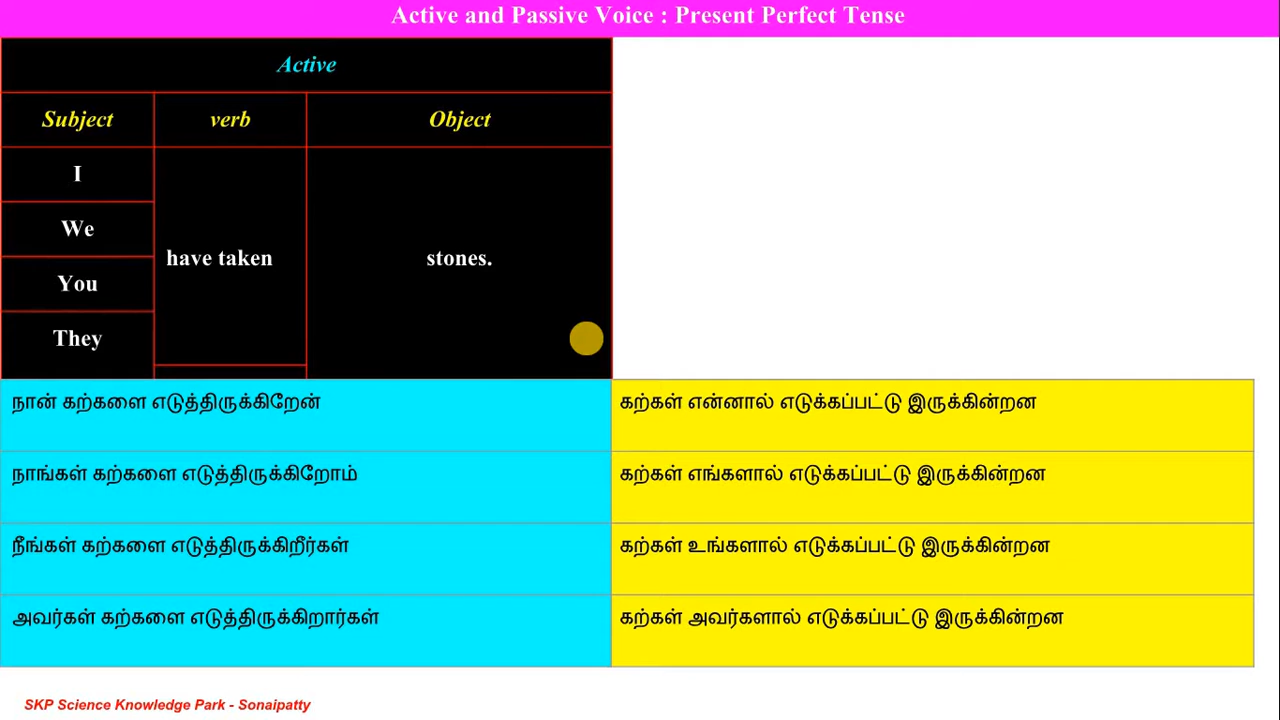 Active and Passive Voice : Present Perfect Tense
Active
Subject verb Object
I
We
have taken stones.
You
They
நான் கற்களை எடுத்திருக்கிறேன்
கற்கள் என்னால் எடுக்கப்பட்டு இருக்கின்றன
நாங்கள் கற்களை எடுத்திருக்கிறோம்
கற்கள் எங்களால் எடுக்கப்பட்டு இருக்கின்றன
நீங்கள் கற்களை எடுத்திருக்கிறீர்கள்
கற்கள் உங்களால் எடுக்கப்பட்டு இருக்கின்றன
அவர்கள் கற்களை எடுத்திருக்கிறார்கள்
கற்கள் அவர்களால் எடுக்கப்பட்டு இருக்கின்றன
SKP Science Knowledge Park - Sonaipatty